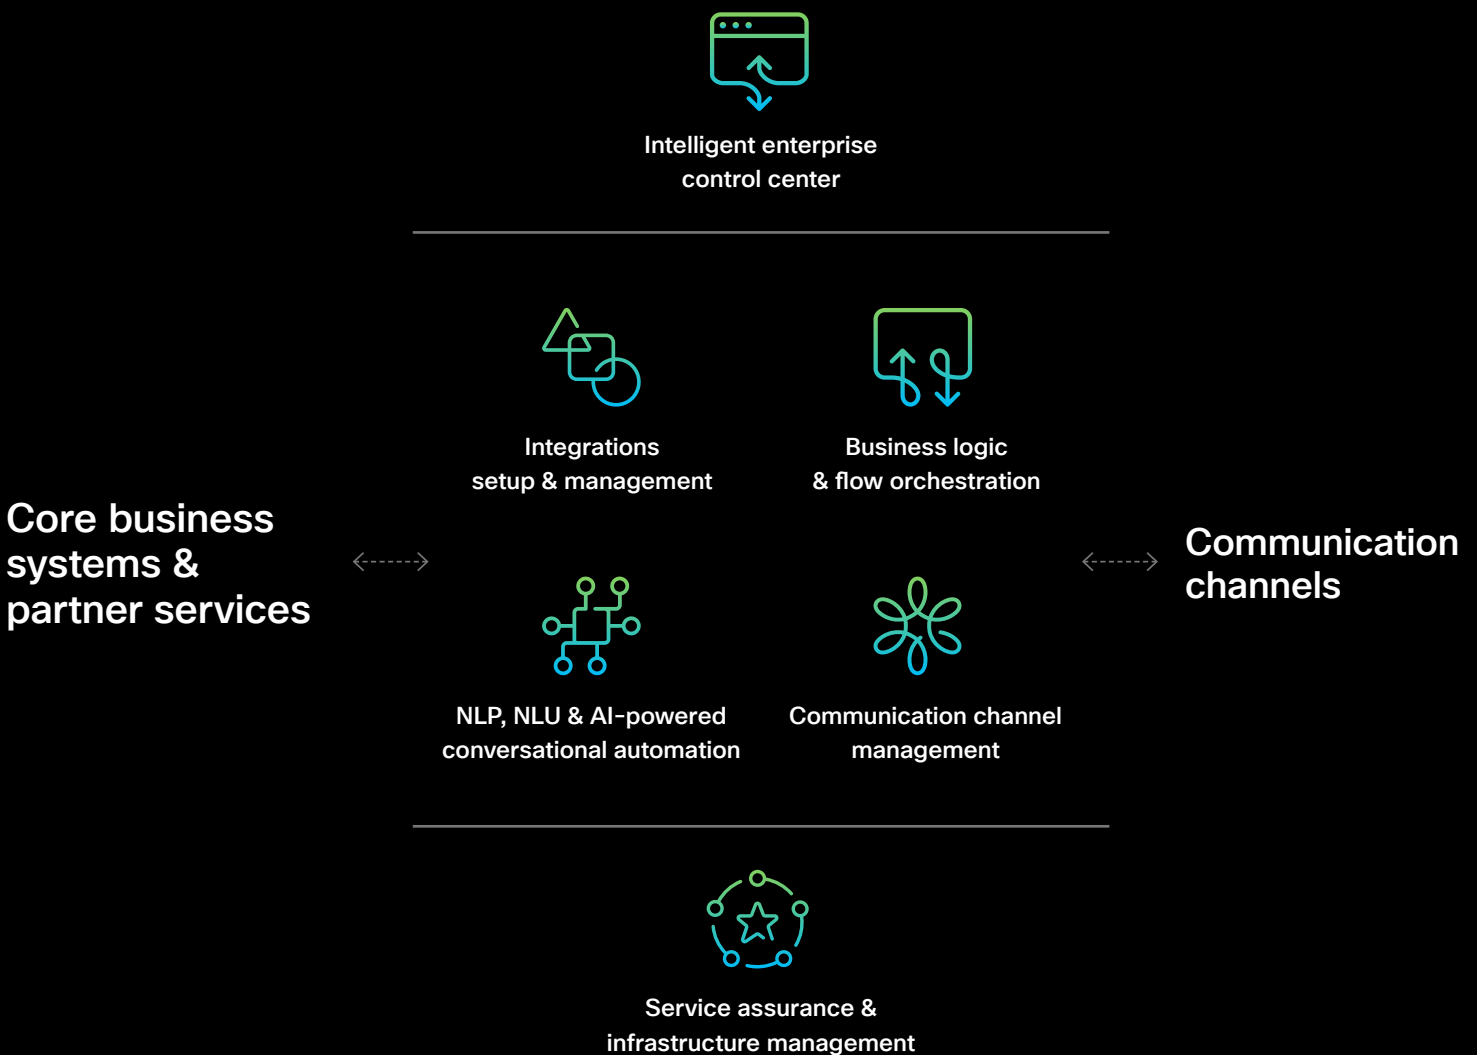 Intelligent enterprise
control center
Integrations
setup & management
Business logic
& flow orchestration
Core business
systems &
partner services
Communication
channels
NLP, NLU & AI-powered
conversational automation
Communication channel
management
Service assurance &
infrastructure management